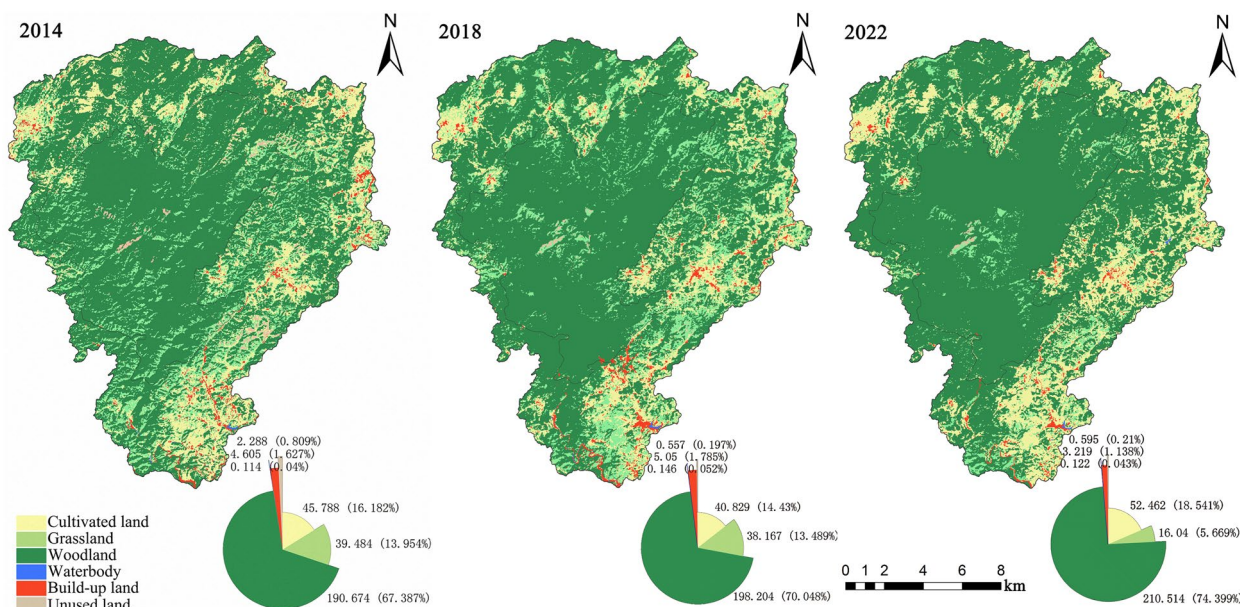 2014
N
2018
N
2022
N
2.288 (0.809%)
4.605 (1.627%)
0.114 (0.04%)
45.788 (16.182%)
39.484 (13.954%)
190.674 (67.387%)
0.557 (0.197%)
5.05 (1.785%)
0.146 (0.052%)
40.829 (14.43%)
38.167 (13.489%)
198.204 (70.048%)
0.595 (0.21%)
3.219 (1.138%)
0.122 (0.043%)
52.462 (18.541%)
16.04 (5.669%)
210.514 (74.399%)
Cultivated land
Grassland
Woodland
Waterbody
Build-up land
Unused land
0 1 2 4 6 8
km